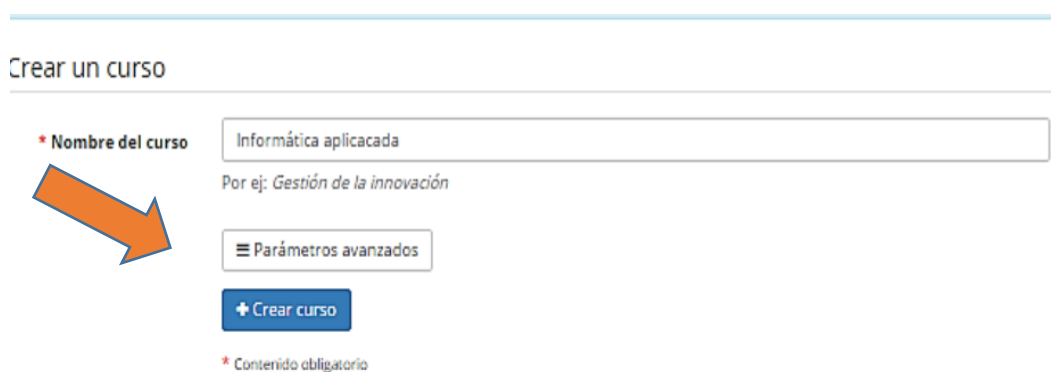 Crear un curso
* Nombre del curso
Informática aplicacada
Por ej: Gestión de la innovación
Parámetros avanzados
+ Crear curso
* Contenido obligatorio